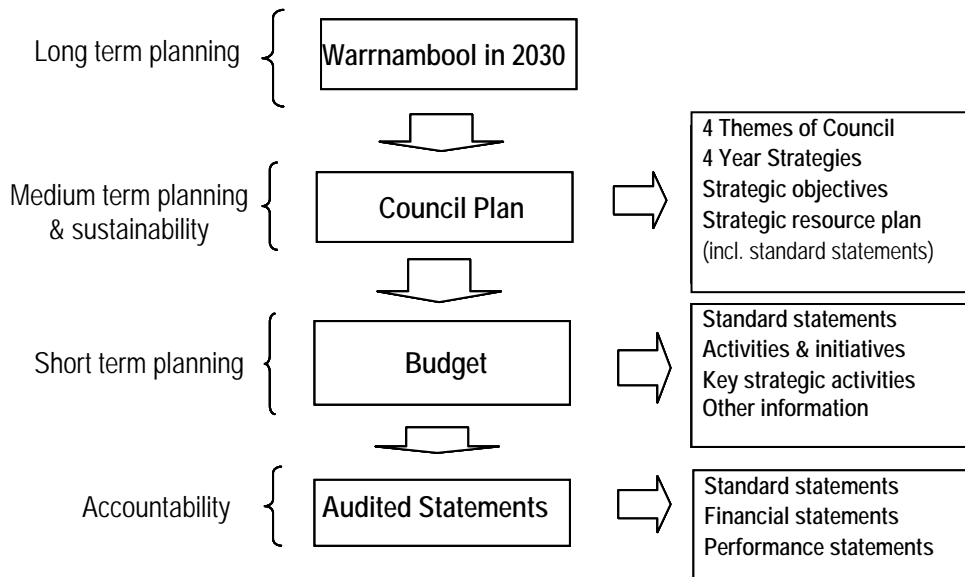 Long term planning
Warrnambool in 2030
Medium term planning
& sustainability
Council Plan
4 Themes of Council
4 Year Strategies
Strategic objectives
Strategic resource plan
(incl. standard statements)
Short term planning
Budget
Standard statements
Activities & initiatives
Key strategic activities
Other information
Accountability
Audited Statements
Standard statements
Financial statements
Performance statements